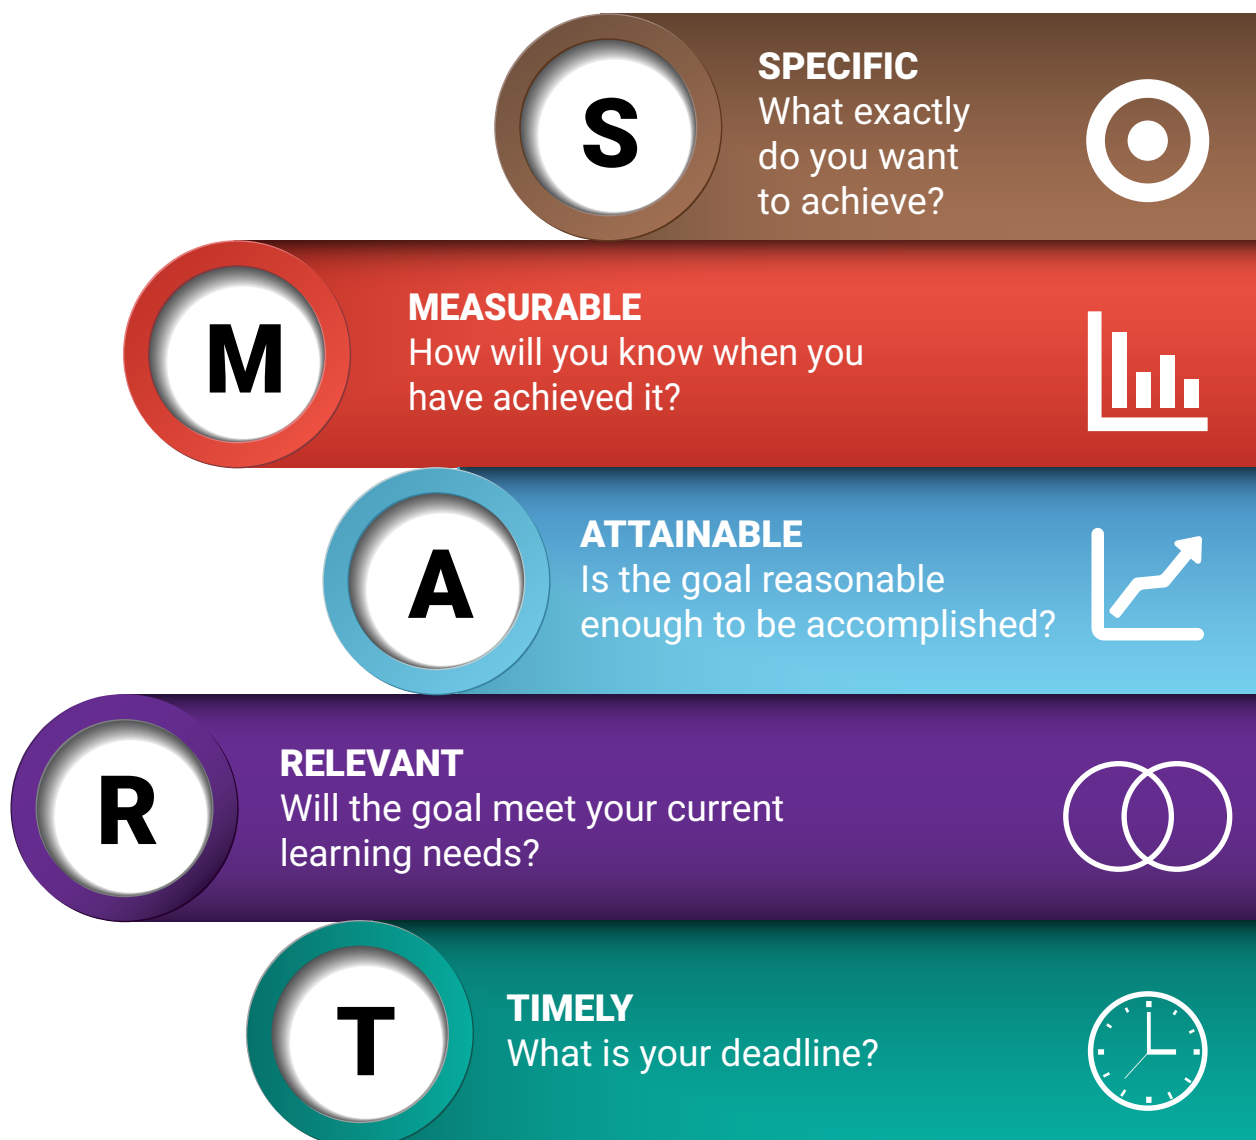 S
SPECIFIC
What exactly
do you want
to achieve?
M
MEASURABLE
How will you know when you
have achieved it?
A
ATTAINABLE
Is the goal reasonable
enough to be accomplished?
R
RELEVANT
Will the goal meet your current
learning needs?
T
TIMELY
What is your deadline?